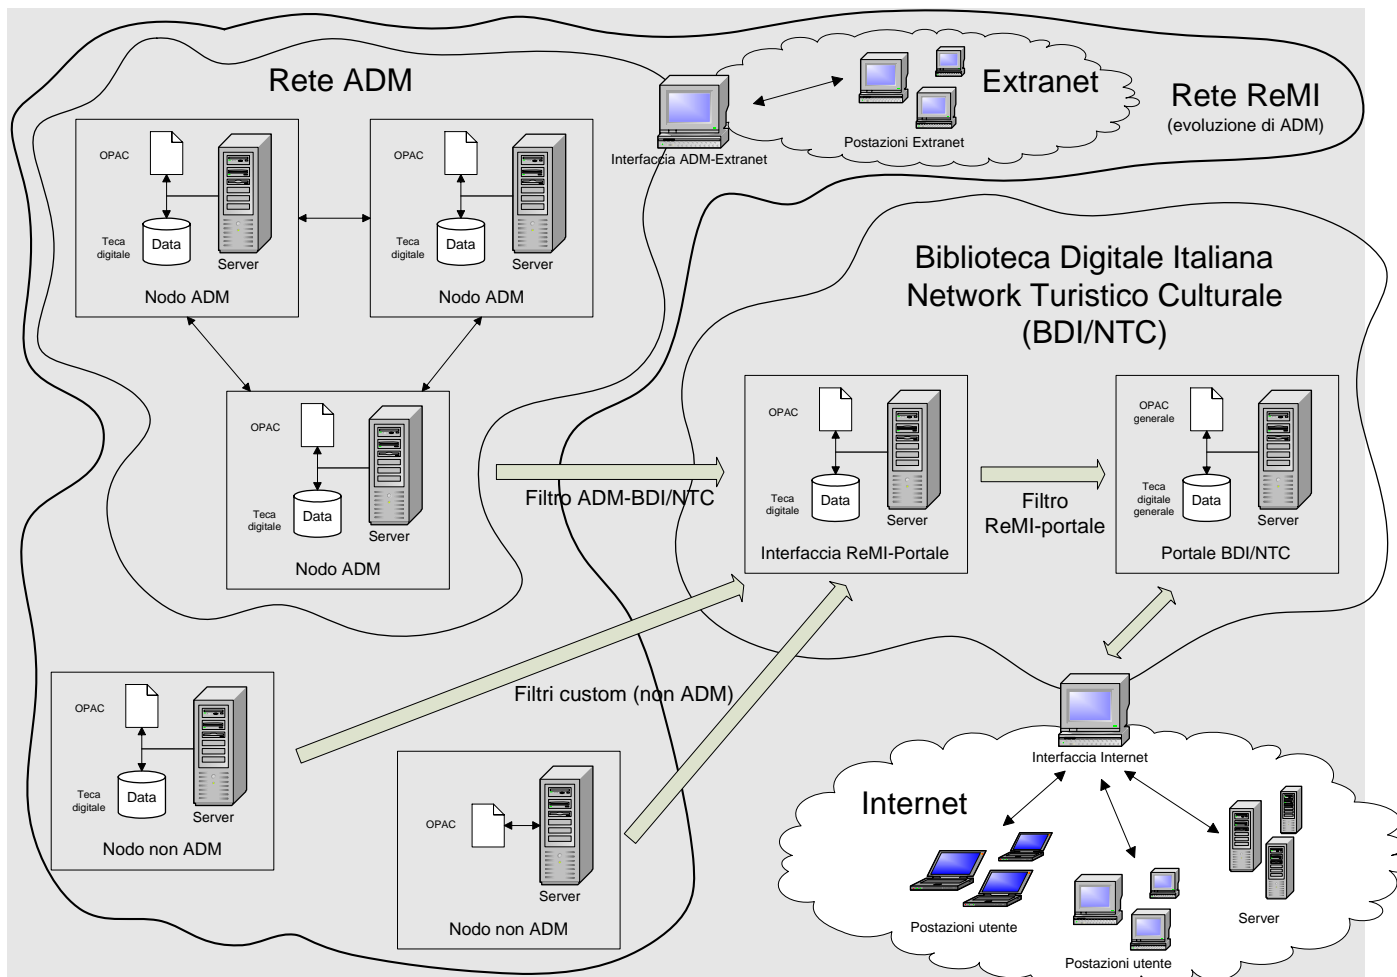 Rete ADM
Extranet
Rete ReMI
(evoluzione di ADM)
Postazioni Extranet
Interfaccia ADM-Extranet
OPAC
Teca
digitale
Data
Server
Nodo ADM
OPAC
Teca
digitale
Data
Server
Nodo ADM
OPAC
Teca
digitale
Data
Server
Nodo ADM
Biblioteca Digitale Italiana
Network Turistico Culturale
(BDI/NTC)
Filtro ADM-BDI/NTC
OPAC
Teca
digitale
Data
Server
Interfaccia ReMI-Portale
Filtro
ReMI-portale
OPAC
generale
Teca
digitale
generale
Data
Server
Portale BDI/NTC
Filtri custom (non ADM)
OPAC
Teca
digitale
Data
Server
Nodo non ADM
OPAC
Server
Nodo non ADM
Interfaccia Internet
Internet
Postazioni utente
Postazioni utente
Server